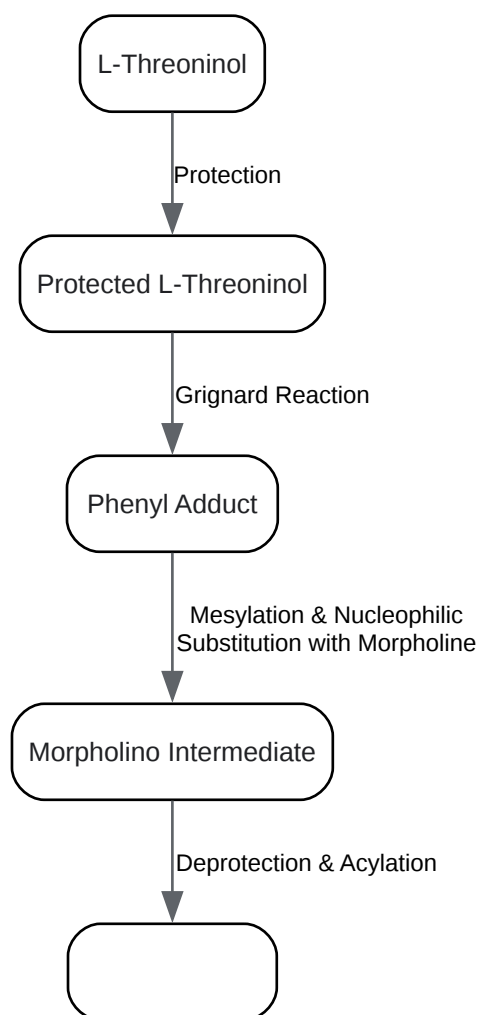 L-Threoninol
Protection
Protected L-Threoninol
Grignard Reaction
Phenyl Adduct
Mesylation & Nucleophilic
Substitution with Morpholine
Morpholino Intermediate
Deprotection & Acylation